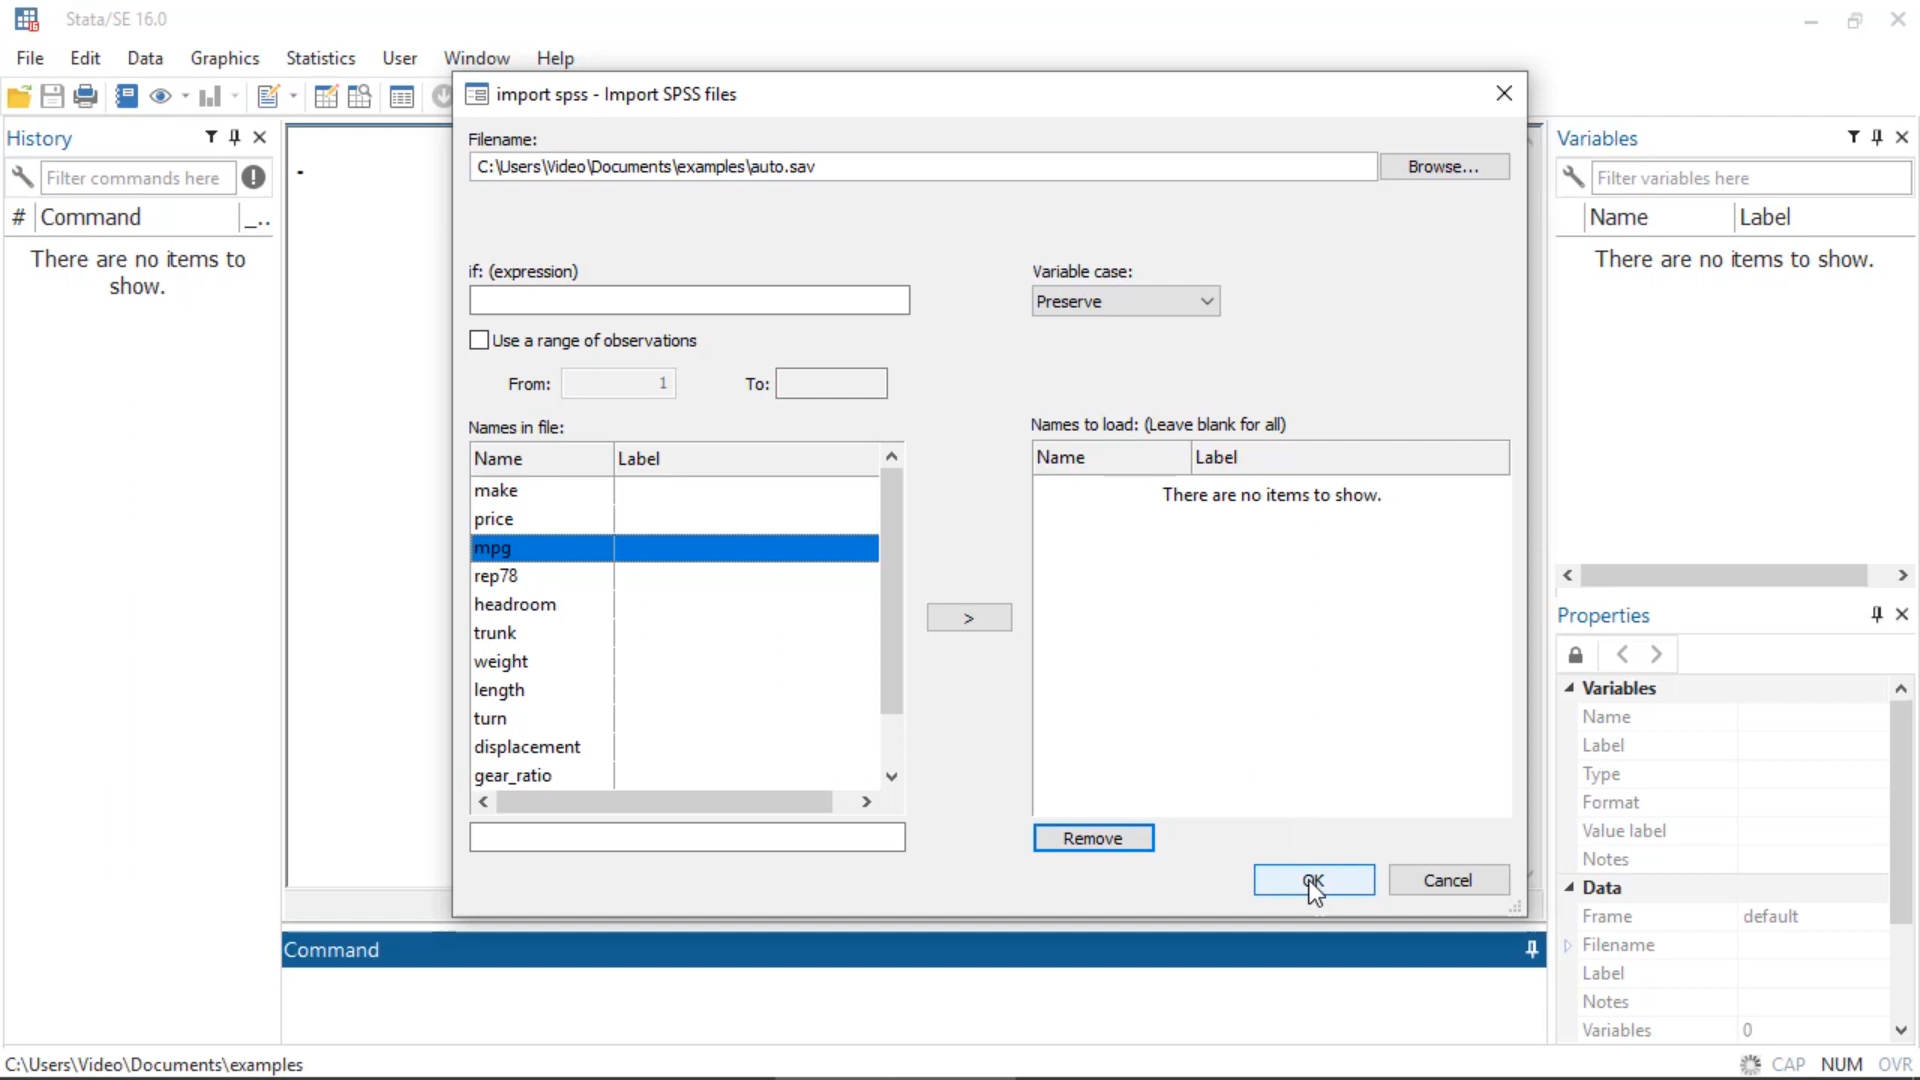 Stata/SE 16.0
File Edit Data Graphics Statistics User Window Help
import spss - Import SPSS files
History
Filter commands here
# Command _..
There are no items to
show.
-
Filename:
C:\Users\Video\Documents\examples\auto.sav Browse...
if: (expression) Variable case:
Preserve
Use a range of observations
From: 1 To:
Names in file: Names to load: (Leave blank for all)
Name Label
make
price
mpg
rep78
headroom
trunk
weight
length
turn
displacement
gear_ratio
>
Name Label
There are no items to show.
Remove
OK Cancel
Variables
Filter variables here
Name Label
There are no items to show.
Properties
Variables
Name
Label
Type
Format
Value label
Notes
Data
Frame default
Filename
Label
Notes
Variables 0
Command
C:\Users\Video\Documents\examples CAP NUM OVR